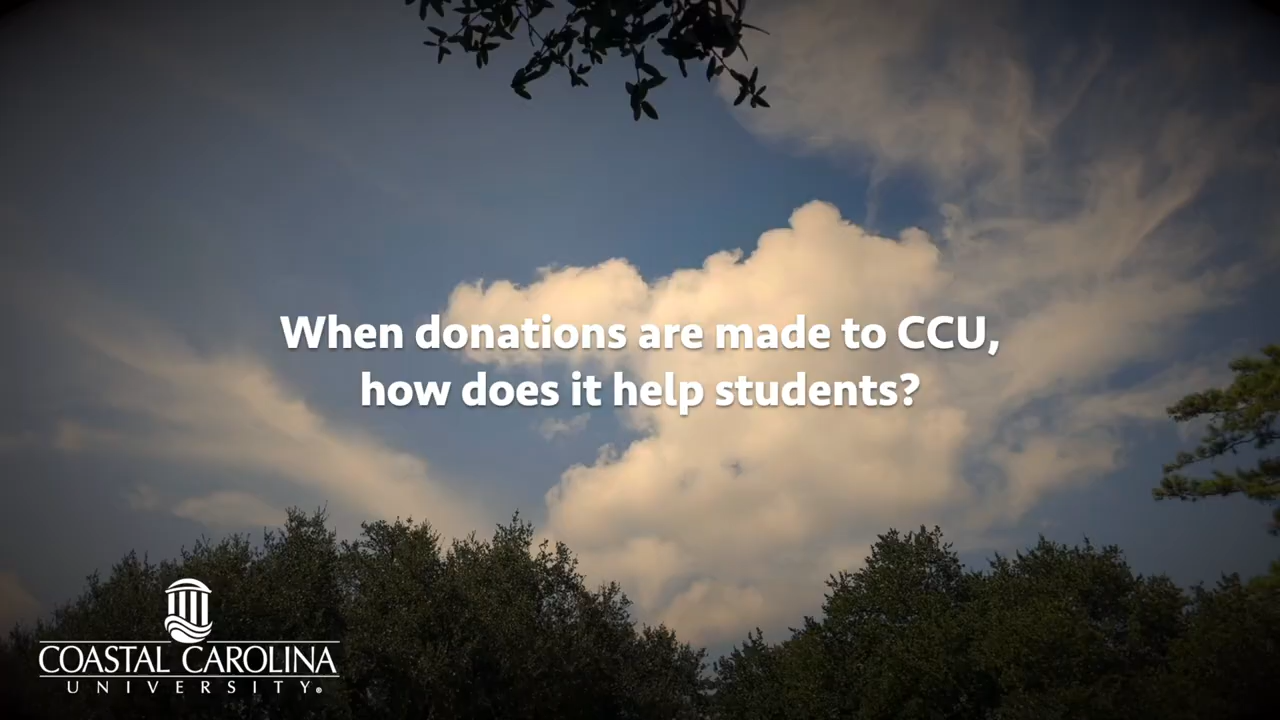 When donations are made to CCU,
how does it help students?
COASTAL CAROLINA
UNIVERSITY®